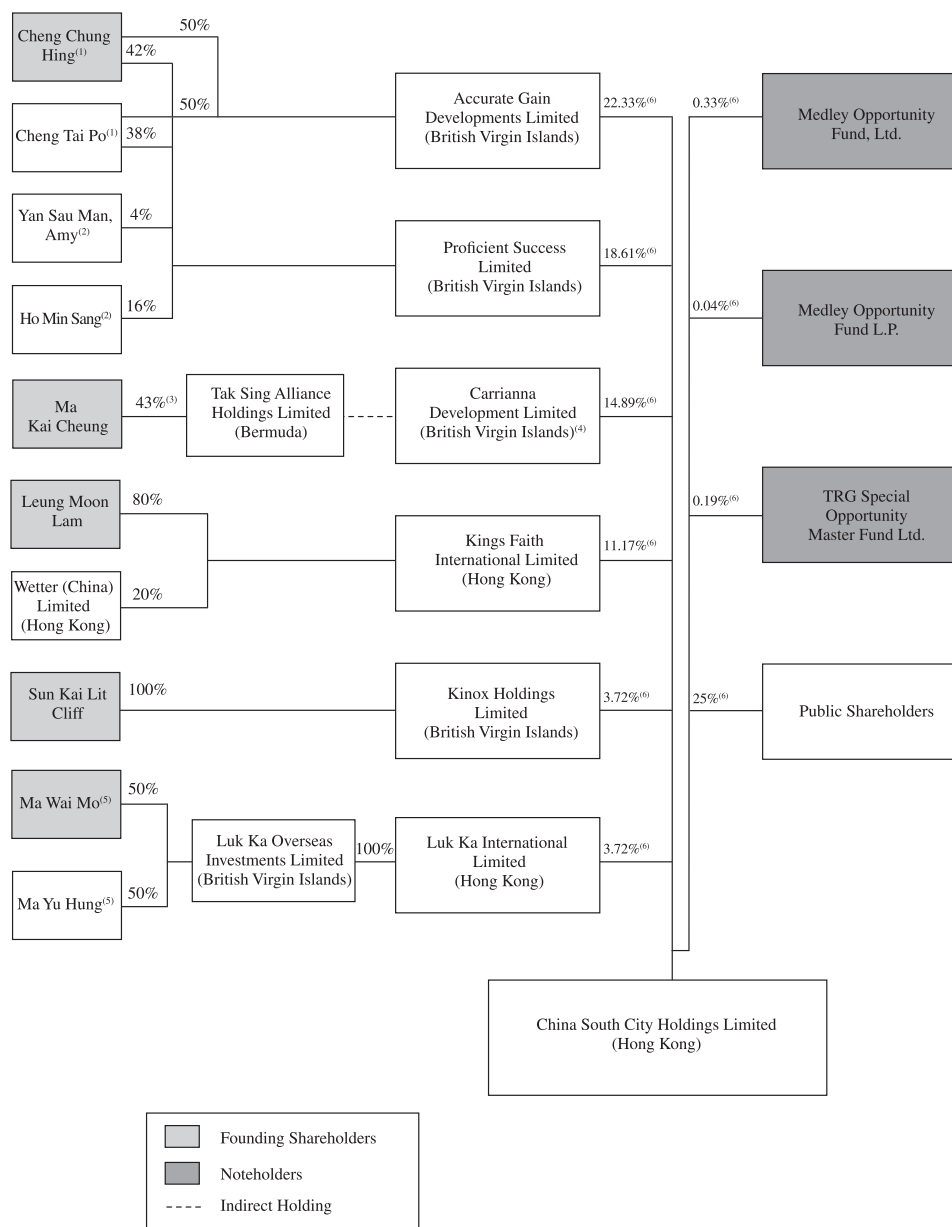 50%
Cheng Chung
Hing(1)
42%
50%
Cheng Tai Po(1)
38%
Yan Sau Man,
Amy(2)
4%
Ho Min Sang(2)
16%
Accurate Gain
Developments Limited
(British Virgin Islands)
22.33%(6)
0.33%(6)
Medley Opportunity
Fund, Ltd.
Proficient Success
Limited
(British Virgin Islands)
18.61%(6)
0.04%(6)
Medley Opportunity
Fund L.P.
Ma
Kai Cheung
43%(3)
Tak Sing Alliance
Holdings Limited
(Bermuda)
Carrianna
Development Limited
(British Virgin Islands)(4)
14.89%(6)
Leung Moon
Lam
80%
Wetter (China)
Limited
(Hong Kong)
20%
Kings Faith
International Limited
(Hong Kong)
11.17%(6)
0.19%(6)
TRG Special
Opportunity
Master Fund Ltd.
Sun Kai Lit
Cliff
100%
Kinox Holdings
Limited
(British Virgin Islands)
3.72%(6)
25%(6)
Public Shareholders
Ma Wai Mo(5)
50%
Ma Yu Hung(5)
50%
Luk Ka Overseas
Investments Limited
(British Virgin Islands)
100%
Luk Ka International
Limited
(Hong Kong)
3.72%(6)
China South City Holdings Limited
(Hong Kong)
Founding Shareholders
Noteholders
Indirect Holding